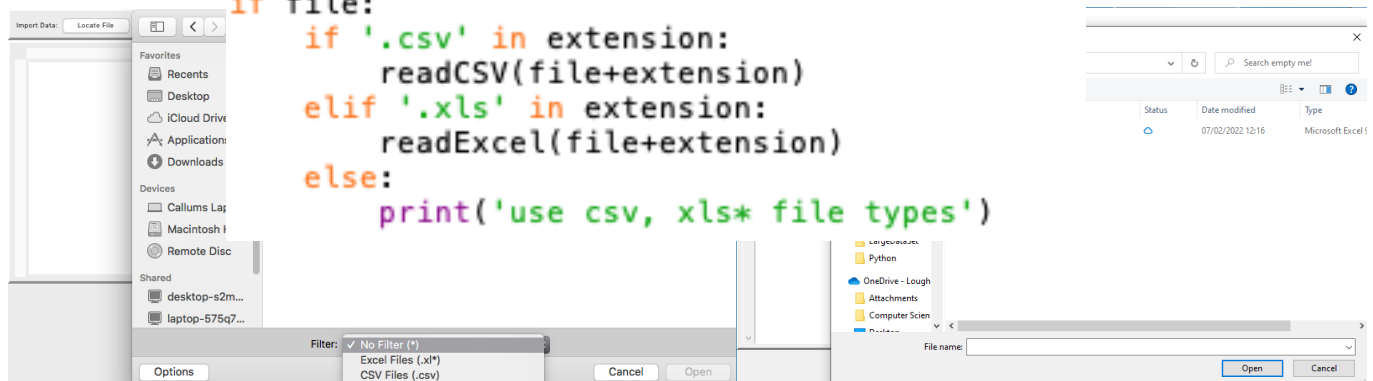 if file:
if '.csv' in extension:
readCSV(file+extension)
elif '.xls' in extension:
readExcel(file+extension)
else:
print('use csv, xls* file types')
Import Data:
Locate File
Favorites
Recents
Desktop
iCloud Drive
Applications
Downloads
Devices
Callums Lap
Macintosh
Remote Disc
Shared
desktop-s2m...
laptop-575q7...
Filter:
✓ No Filter (*)
Excel Files (.xl*)
CSV Files (.csv)
Options
Cancel
Open
Search empty me!
Status
Date modified
Type
07/02/2022 12:16
Microsoft Excel 9
LargeDataSet
Python
OneDrive - Lough
Attachments
Computer Scien
Desktop
File name:
Open
Cancel